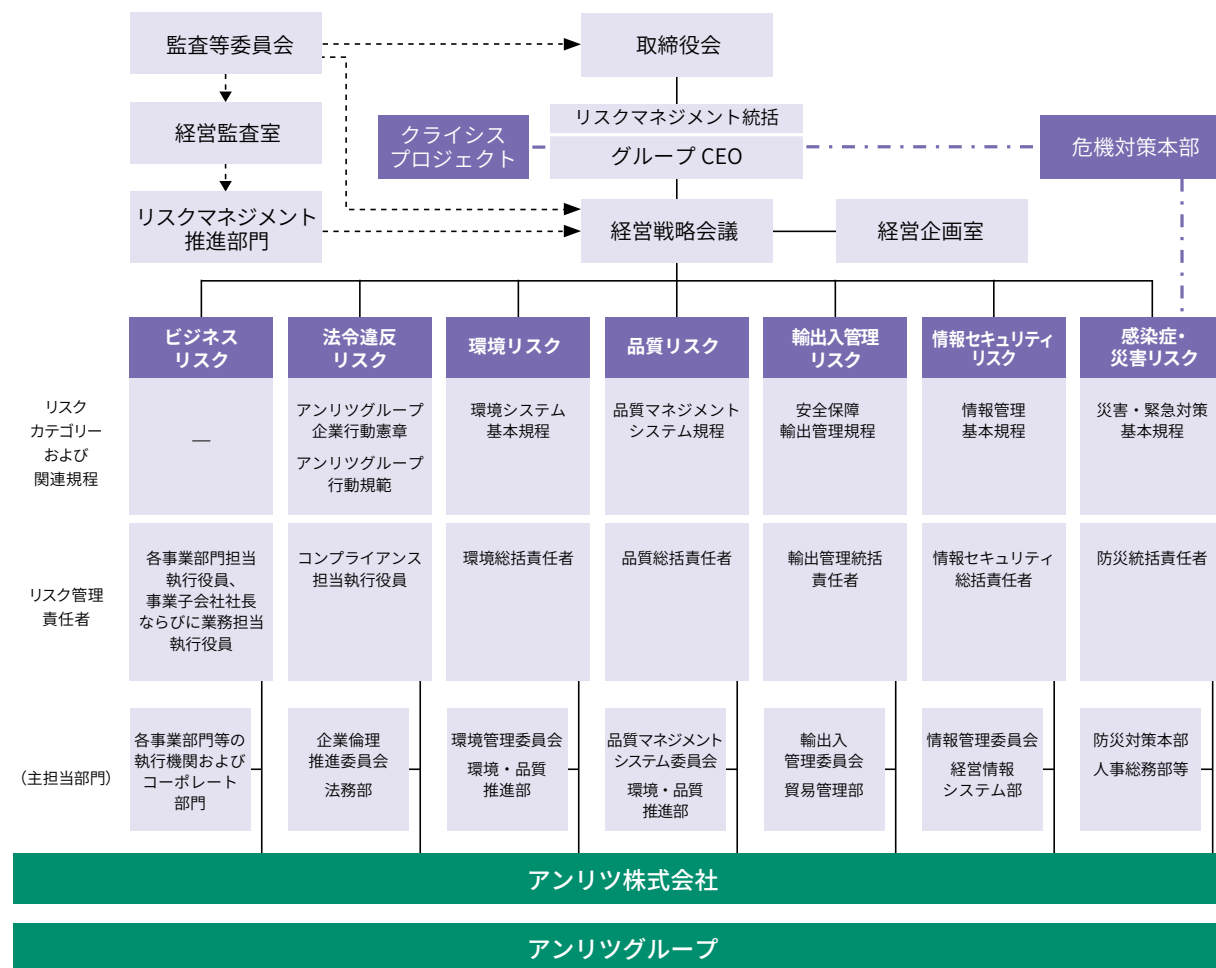 監査等委員会
取締役会
経営監査室
クライシス
プロジェクト
リスクマネジメント統括
グループ CEO
危機対策本部
リスクマネジメント
推進部門
経営戦略会議
経営企画室
ビジネス
リスク
法令違反
リスク
環境リスク
品質リスク
輸出入管理
リスク
情報セキュリティ
リスク
感染症・
災害リスク
リスク
カテゴリー
および
関連規程
—
アンリツグループ
企業行動憲章
アンリツグループ
行動規範
環境システム
基本規程
品質マネジメント
システム規程
安全保障
輸出管理規程
情報管理
基本規程
災害・緊急対策
基本規程
リスク管理
責任者
各事業部門担当
執行役員、
事業子会社社長
ならびに業務担当
執行役員
コンプライアンス
担当執行役員
環境総括責任者
品質総括責任者
輸出管理統括
責任者
情報セキュリティ
総括責任者
防災統括責任者
（主担当部門）
各事業部門等の
執行機関および
コーポレート
部門
企業倫理
推進委員会
法務部
環境管理委員会
環境・品質
推進部
品質マネジメント
システム委員会
環境・品質
推進部
輸出入
管理委員会
貿易管理部
情報管理委員会
経営情報
システム部
防災対策本部
人事総務部等
アンリツ株式会社
アンリツグループ